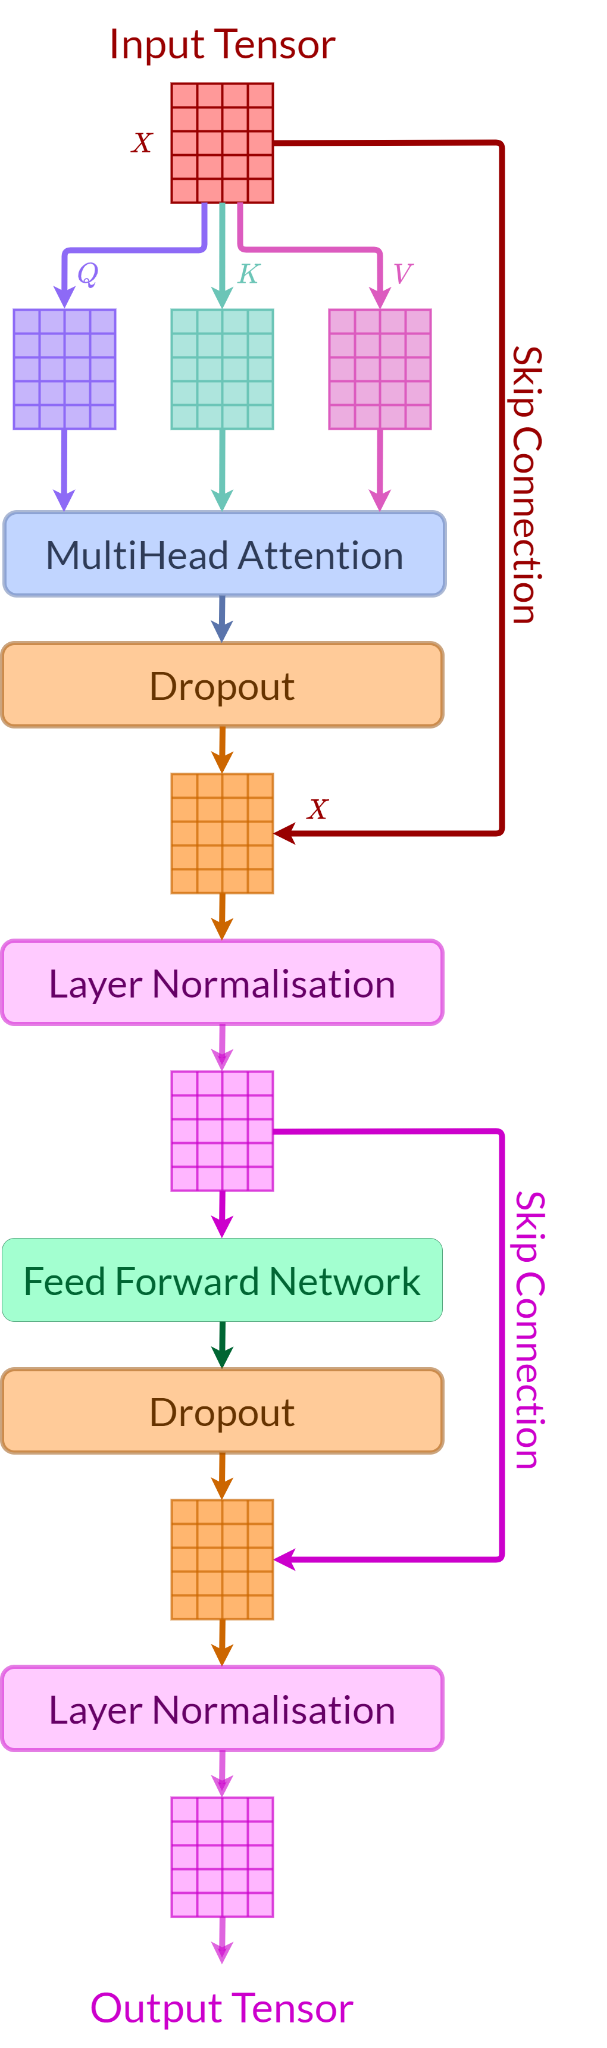 Input Tensor
X
Q
K
V
Skip Connection
MultiHead Attention
Dropout
X
Layer Normalisation
Skip Connection
Feed Forward Network
Dropout
Layer Normalisation
Output Tensor